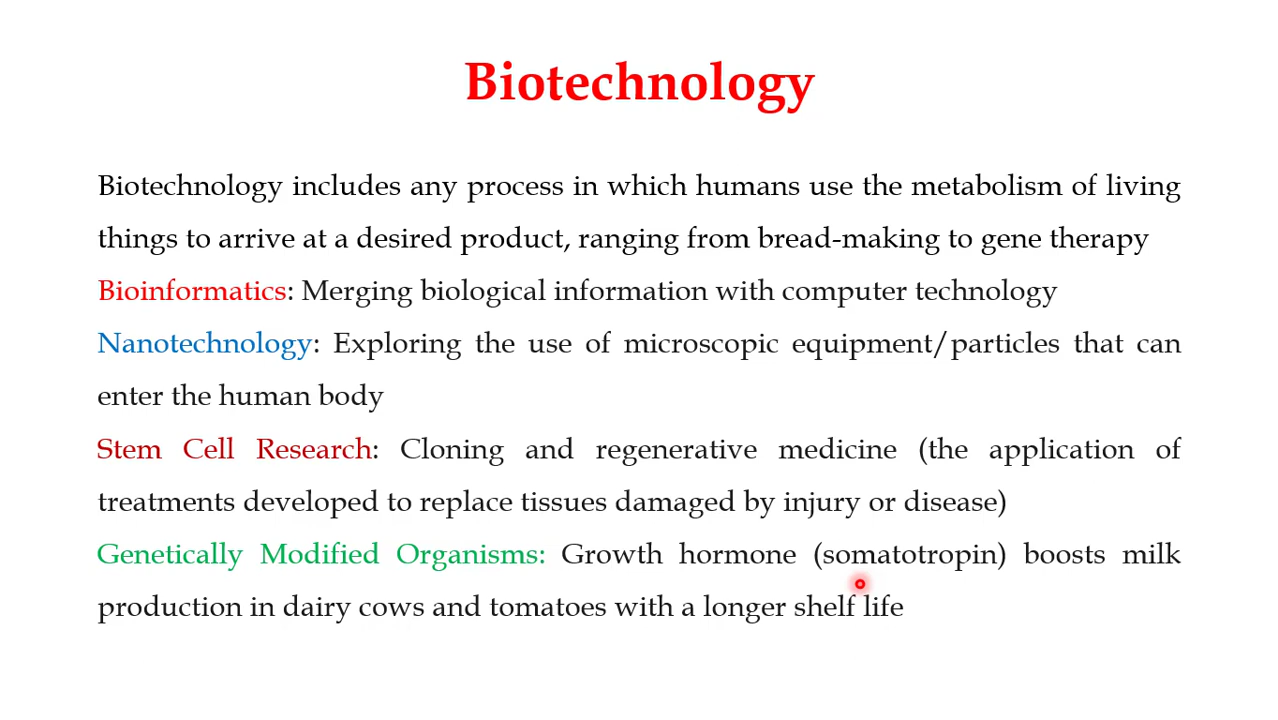 Biotechnology
Biotechnology includes any process in which humans use the metabolism of living
things to arrive at a desired product, ranging from bread-making to gene therapy
Bioinformatics: Merging biological information with computer technology
Nanotechnology: Exploring the use of microscopic equipment/particles that can
enter the human body
Stem Cell Research: Cloning and regenerative medicine (the application of
treatments developed to replace tissues damaged by injury or disease)
Genetically Modified Organisms: Growth hormone (somatotropin) boosts milk
production in dairy cows and tomatoes with a longer shelf life